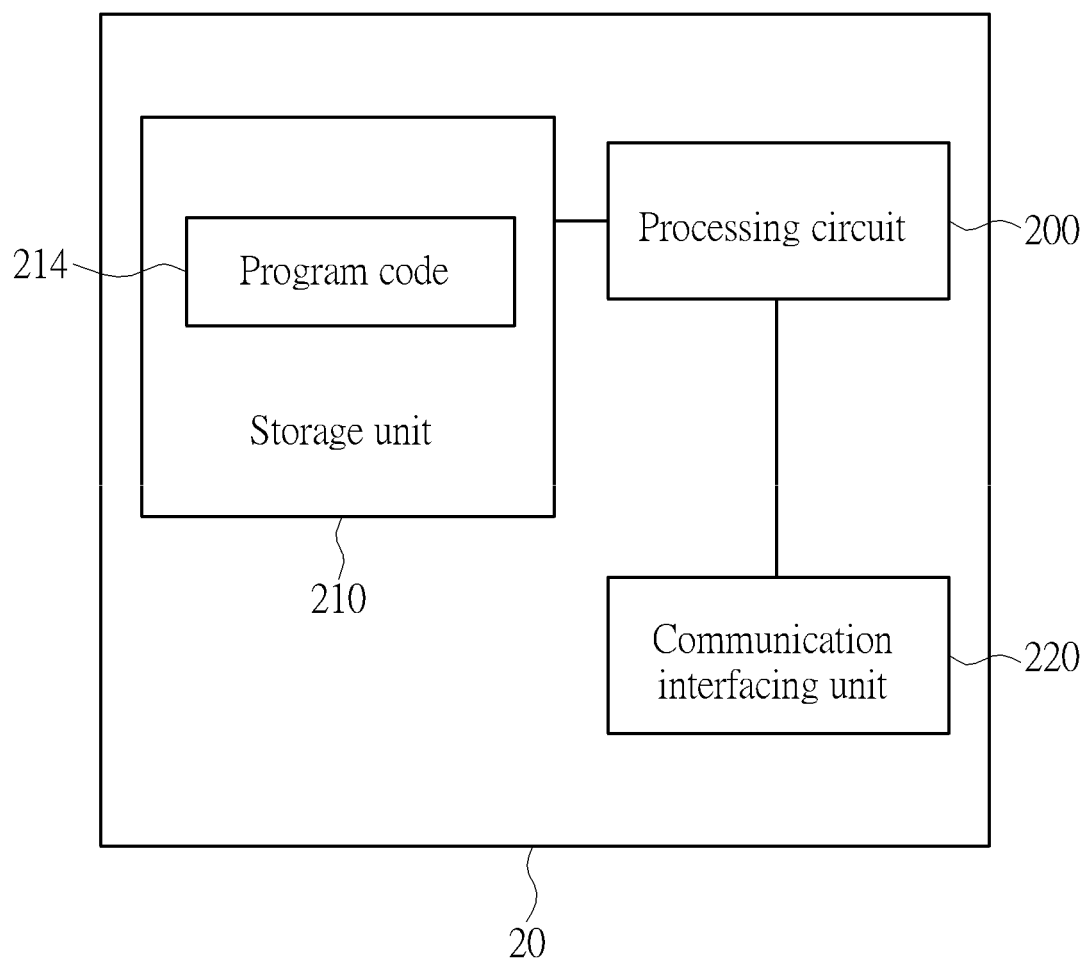 Processing circuit
200
214
Program code
Storage unit
210
Communication
interfacing unit
220
20